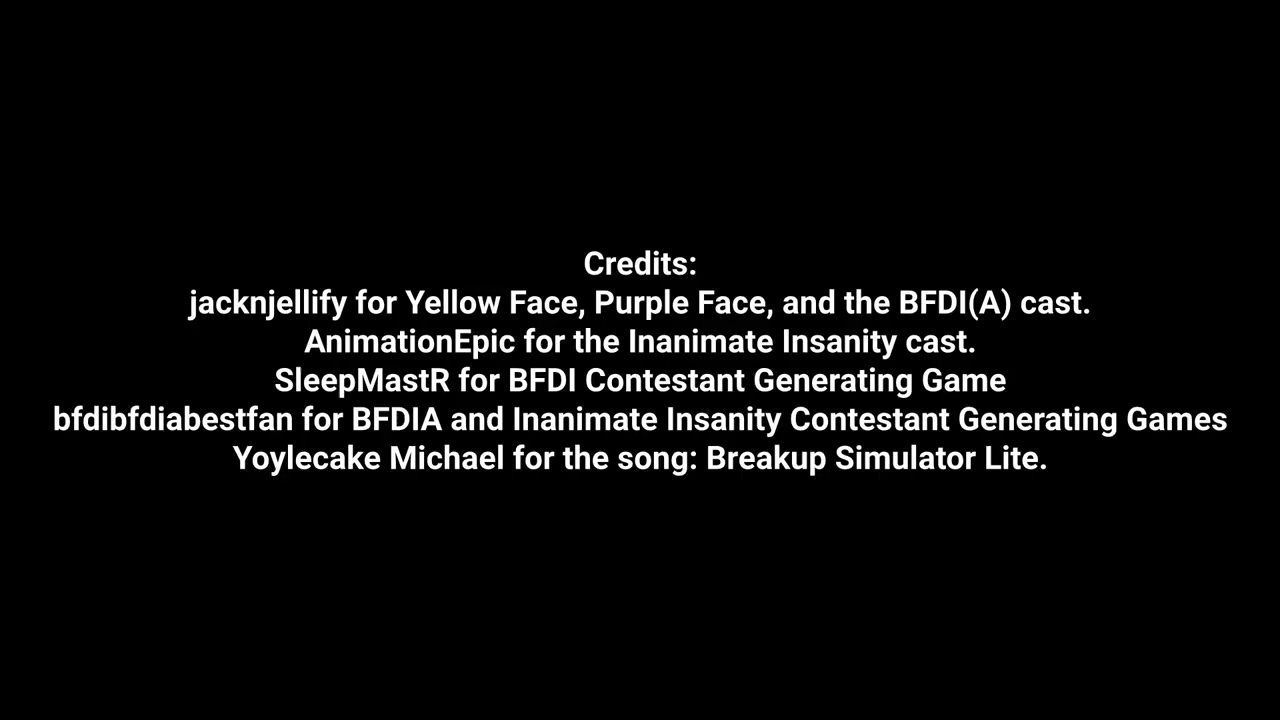 Credits:
jacknjellify for Yellow Face, Purple Face, and the BFDI(A) cast.
AnimationEpic for the Inanimate Insanity cast.
SleepMastR for BFDI Contestant Generating Game
bfdibfdiabestfan for BFDIA and Inanimate Insanity Contestant Generating Games
Yoylecake Michael for the song: Breakup Simulator Lite.